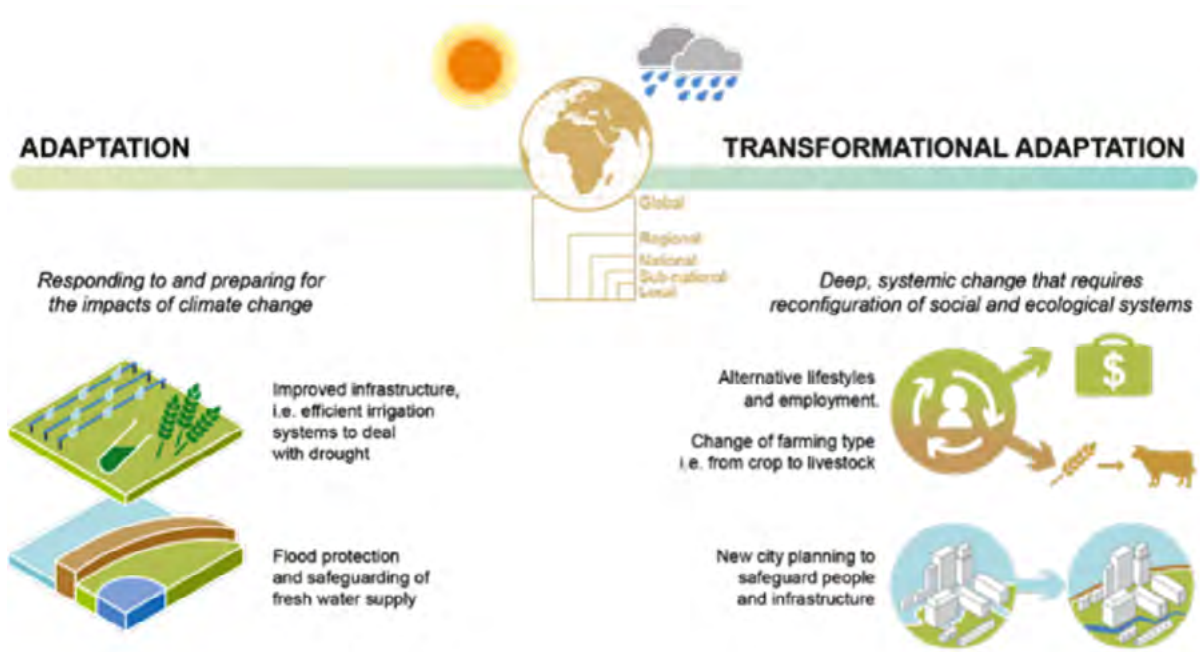 ADAPTATION
TRANSFORMATIONAL ADAPTATION
Global
Regional
National
Sub-national
Local
Responding to and preparing for
the impacts of climate change
Improved infrastructure,
i.e. efficient irrigation
systems to deal
with drought
Flood protection
and safeguarding of
fresh water supply
Deep, systemic change that requires
reconfiguration of social and ecological systems
Alternative lifestyles
and employment.
$
Change of farming type
i.e. from crop to livestock
New city planning to
safeguard people
and infrastructure